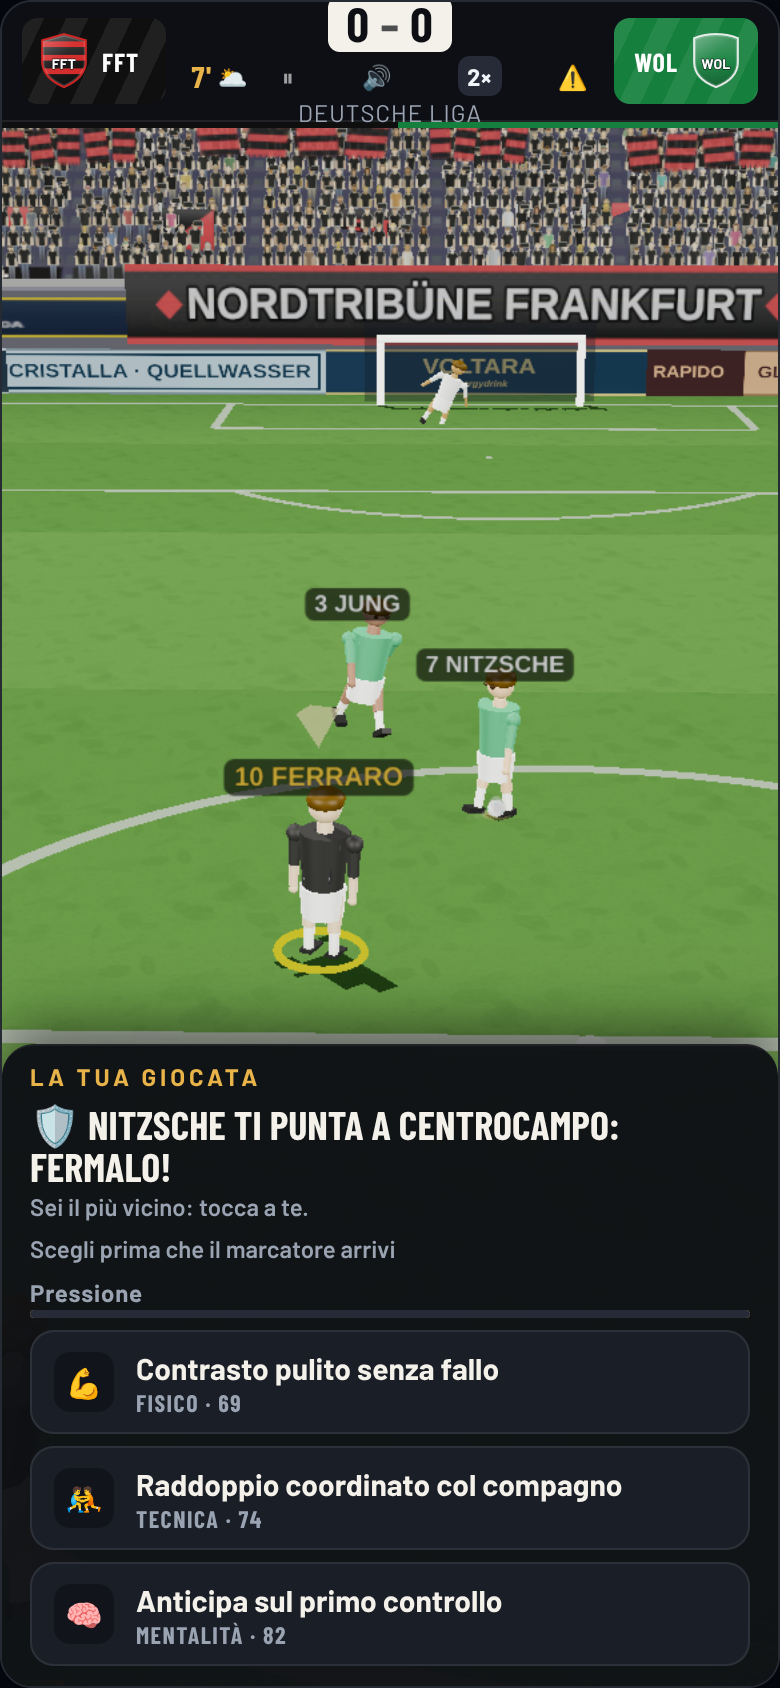 0 - 0
FFT
FFT
7'
2×
WOL
WOL
DEUTSCHE LIGA
NORDTRIBÜNE FRANKFURT
CRISTALLA · QUELLWASSER
VOLTARA
RAPIDO
GL
3 JUNG
7 NITZSCHE
10 FERRARO
LA TUA GIOCATA
NITZSCHE TI PUNTA A CENTROCAMPO:
FERMALO!
Sei il più vicino: tocca a te.
Scegli prima che il marcatore arrivi
Pressione
Contrasto pulito senza fallo
FISICO · 69
Raddoppio coordinato col compagno
TECNICA · 74
Anticipa sul primo controllo
MENTALITÀ · 82